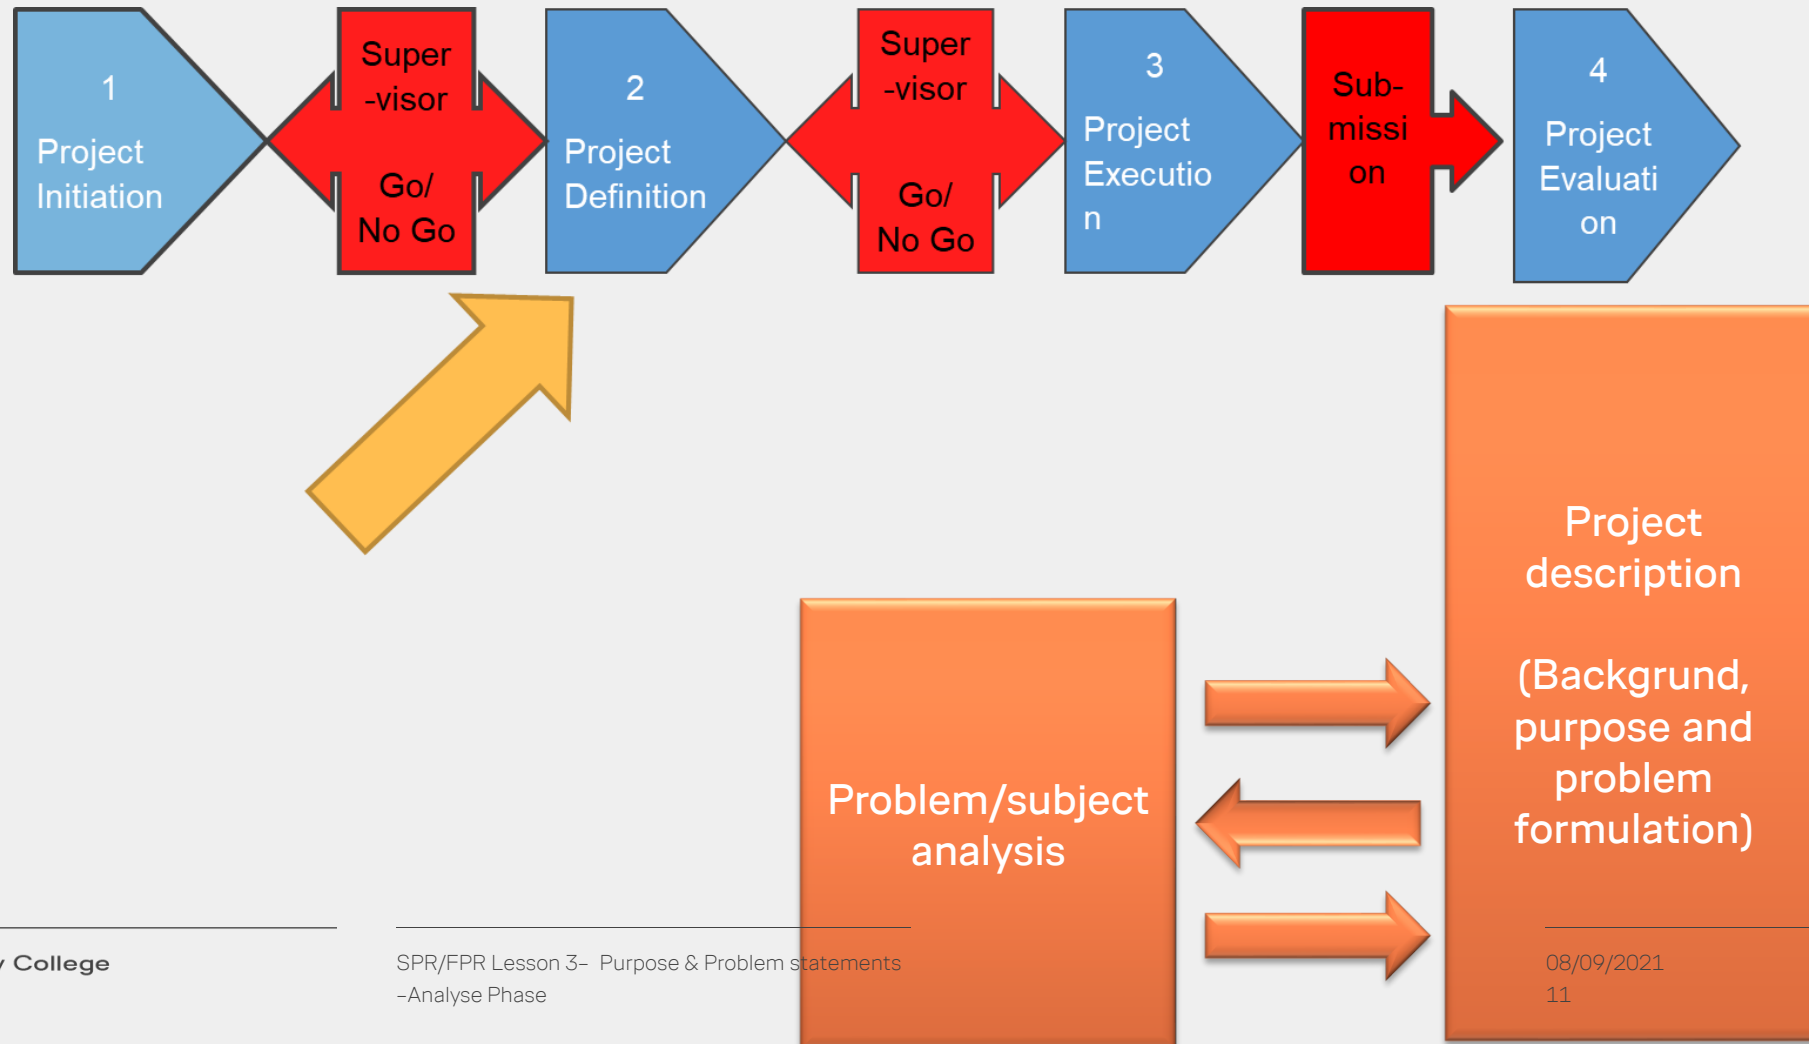 1
Project
Initiation
Super
-visor
Go/
No Go
2
Project
Definition
Super
-visor
Go/
No Go
3
Project
Executio
n
Sub-
missi
on
4
Project
Evaluati
on
Problem/subject
analysis
Project
description
(Backgrund,
purpose and
problem
formulation)
College
SPR/FPR Lesson 3– Purpose & Problem statements
–Analyse Phase
08/09/2021
11